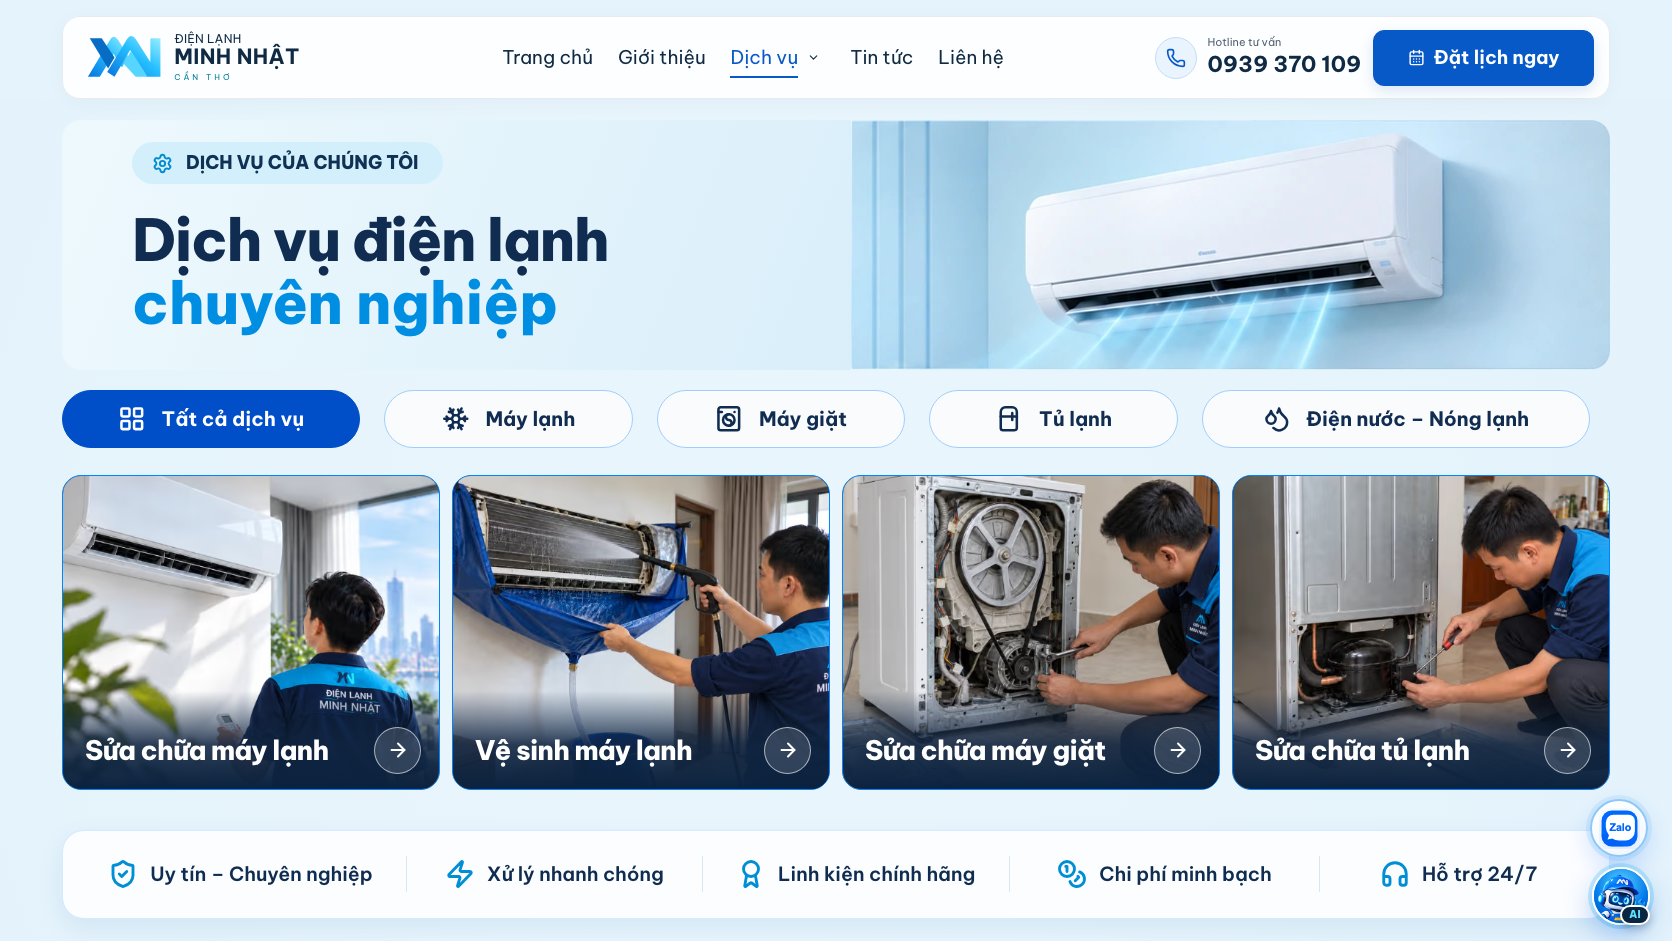 ĐIỆN LẠNH
MINH NHẬT
CẦN THƠ
Trang chủ
Giới thiệu
Dịch vụ
Tin tức
Liên hệ
Hotline tư vấn
0939 370 109
Đặt lịch ngay
DỊCH VỤ CỦA CHÚNG TÔI
Dịch vụ điện lạnh
chuyên nghiệp
Tất cả dịch vụ
Máy lạnh
Máy giặt
Tủ lạnh
Điện nước – Nóng lạnh
ĐIỆN LẠNH
MINH NHẬT
Sửa chữa máy lạnh
Vệ sinh máy lạnh
ĐIỆN LẠNH
MINH NHẬT
Sửa chữa máy giặt
Sửa chữa tủ lạnh
Uy tín – Chuyên nghiệp
Xử lý nhanh chóng
Linh kiện chính hãng
Chi phí minh bạch
Hỗ trợ 24/7
Zalo
AI